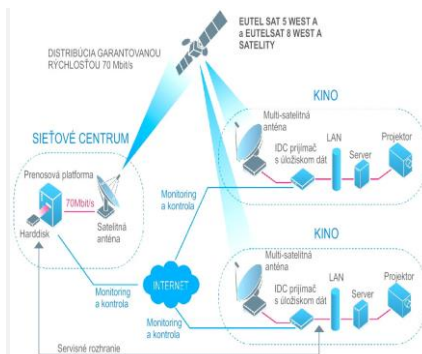 EUTEL SAT 5 WEST A
a EUTELSAT 8 WEST A
SATELITY
DISTRIBÚCIA GARANTOVANOU
RÝCHLOSŤOU 70 Mbit/s
KINO
Multi-satelitná
anténa
IDC prijímač
s úložiskom dát
LAN
Server
Projektor
SIEŤOVÉ CENTRUM
Prenosová platforma
70Mbit/s
Harddisk
Satelitná
anténa
Monitoring
a kontrola
KINO
Multi-satelitná
anténa
IDC prijímač
s úložiskom dát
LAN
Server
Projektor
INTERNET
Monitoring
a kontrola
Monitoring
a kontrola
Servisné rozhranie